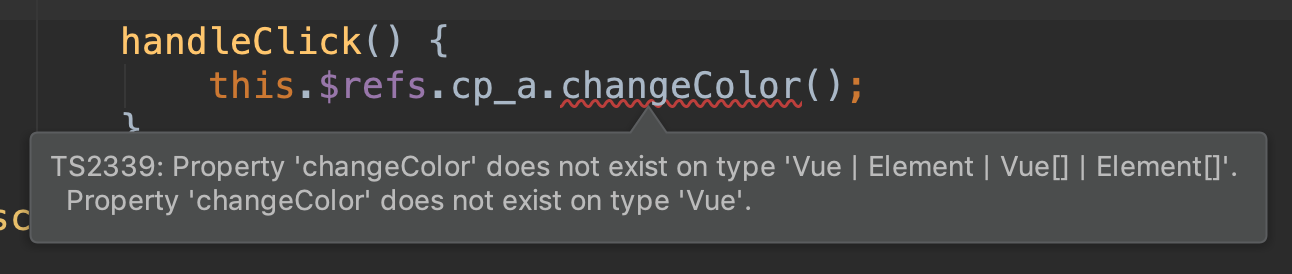 handleClick() {
this.$refs.cp_a.changeColor();
}
TS2339: Property 'changeColor' does not exist on type 'Vue | Element | Vue[] | Element[]'.
Property 'changeColor' does not exist on type 'Vue'.
sc